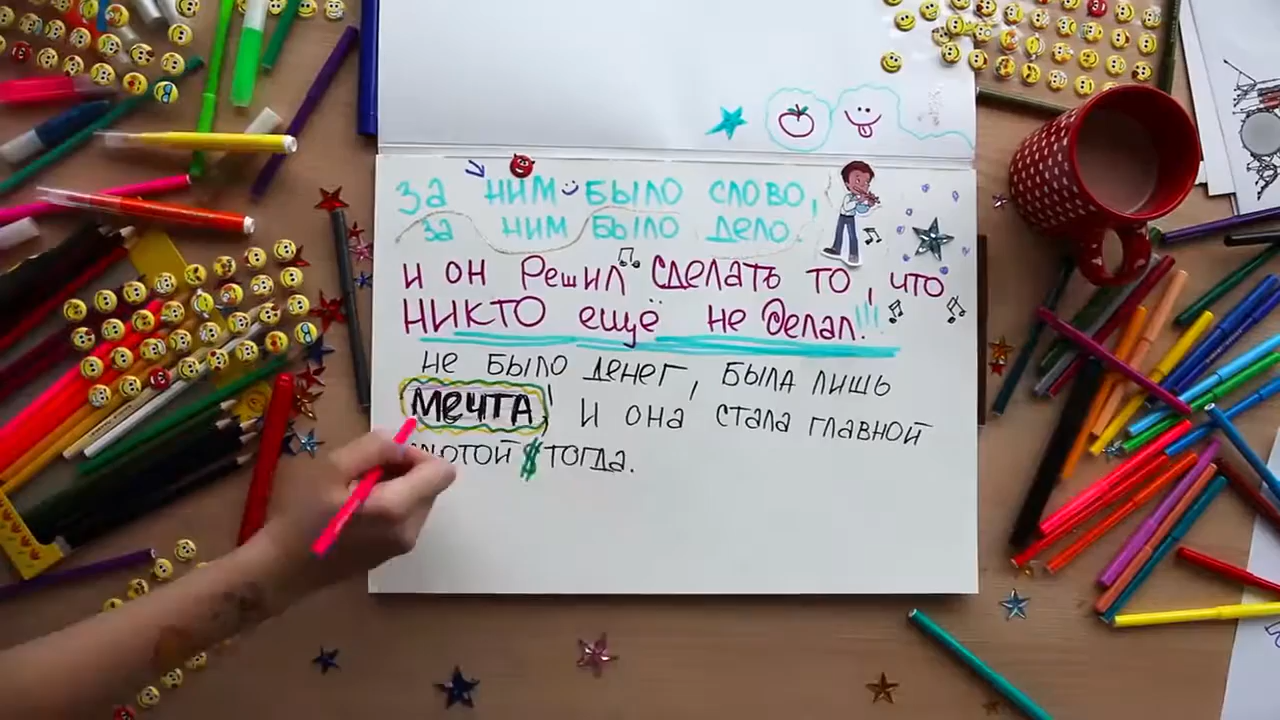 за ним было слово,
за ним было дело.
и он решил сделать то, что
никто ещё не делал!!!!
не было денег, была лишь
мечта, и она стала главной
тогда.